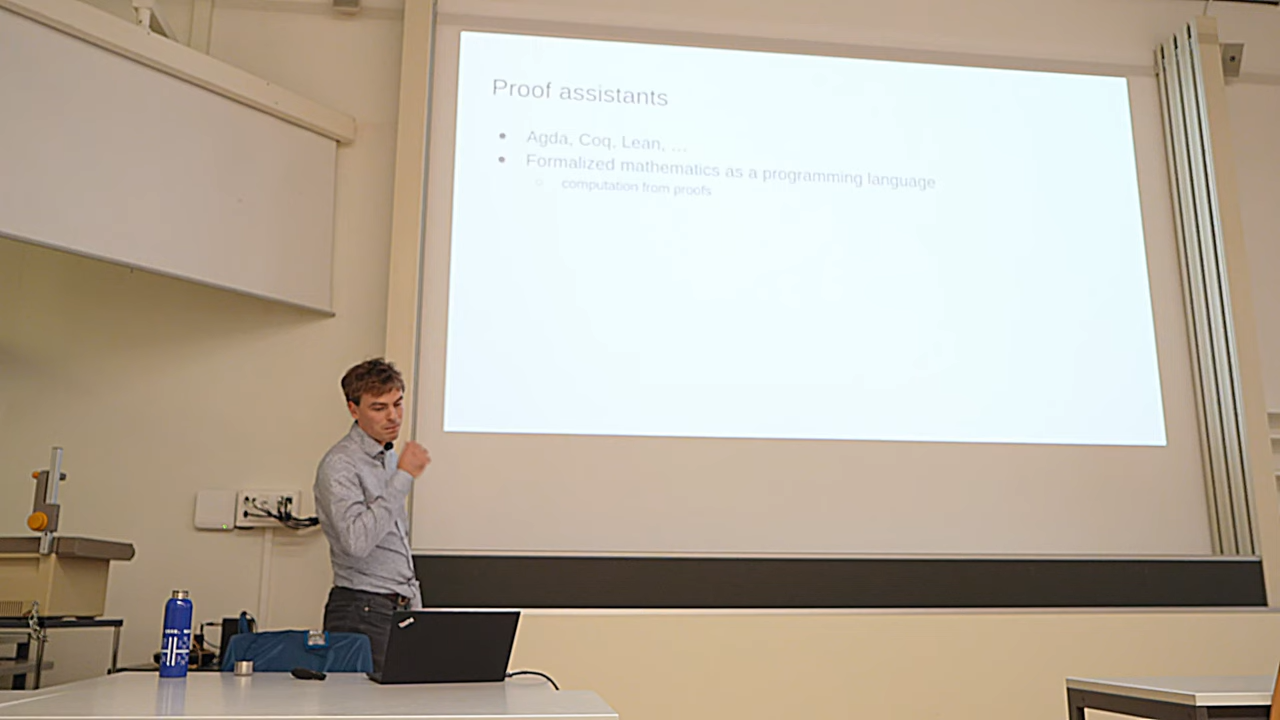 Proof assistants
Agda, Coq, Lean, ...
Formalized mathematics as a programming language
computation from proofs